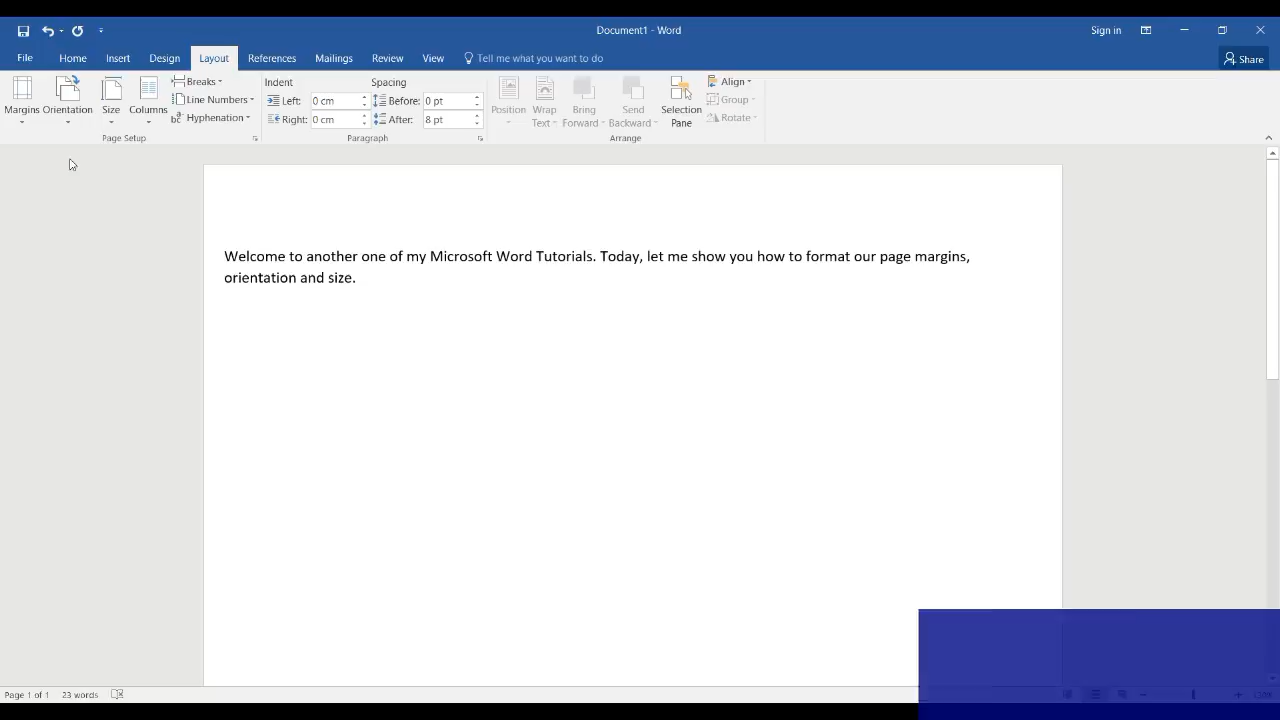 Document1 - Word
Sign in
File Home Insert Design Layout References Mailings Review View Tell me what you want to do Share
Margins Orientation Size Columns
Breaks
Line Numbers
Hyphenation
Page Setup
Indent
Left: 0 cm
Right: 0 cm
Spacing
Before: 0 pt
After: 8 pt
Paragraph
Position
Wrap Text
Bring Forward
Send Backward
Selection Pane
Align
Group
Rotate
Arrange
Welcome to another one of my Microsoft Word Tutorials. Today, let me show you how to format our page margins,
orientation and size.
Page 1 of 1 23 words